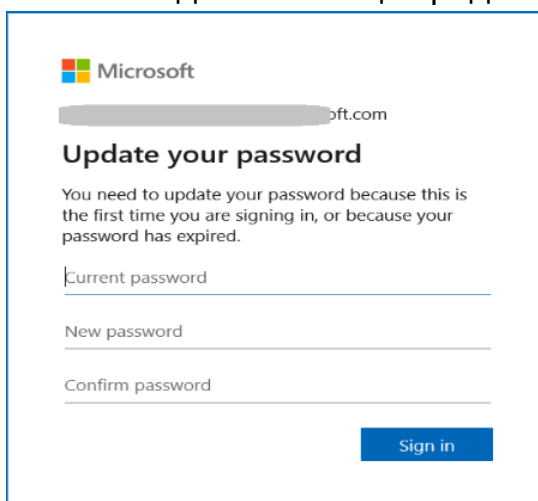 Microsoft
oft.com
Update your password
You need to update your password because this is
the first time you are signing in, or because your
password has expired.
Current password
New password
Confirm password
Sign in